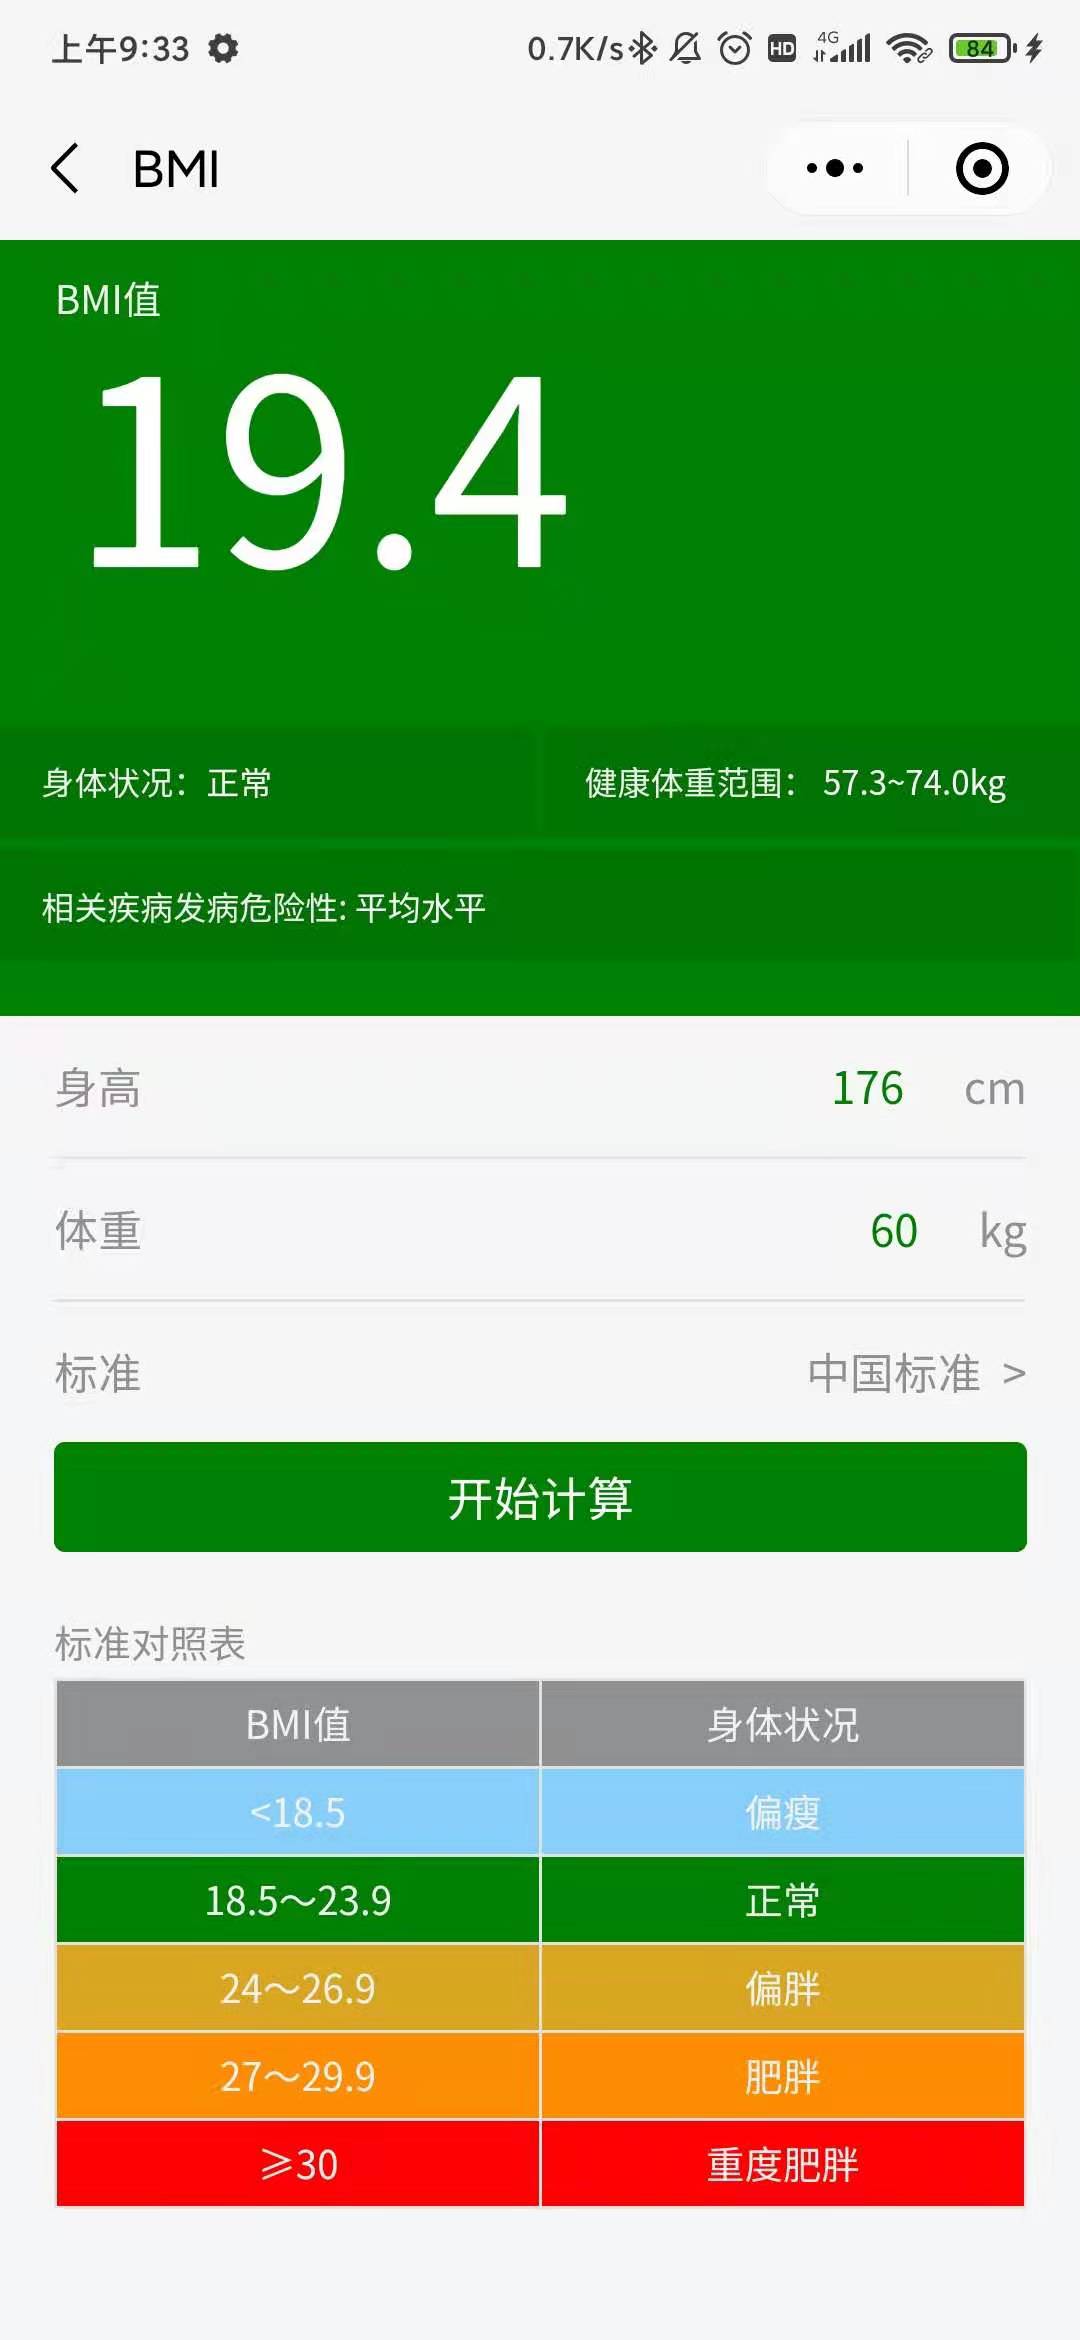 上午9:33 0.7K/s HD 4G 84
BMI
BMI值
19.4
身体状况：正常 健康体重范围： 57.3~74.0kg
相关疾病发病危险性: 平均水平
身高 176 cm
体重 60 kg
标准 中国标准 >
开始计算
标准对照表
BMI值 身体状况
<18.5 偏瘦
18.5～23.9 正常
24～26.9 偏胖
27～29.9 肥胖
≥30 重度肥胖